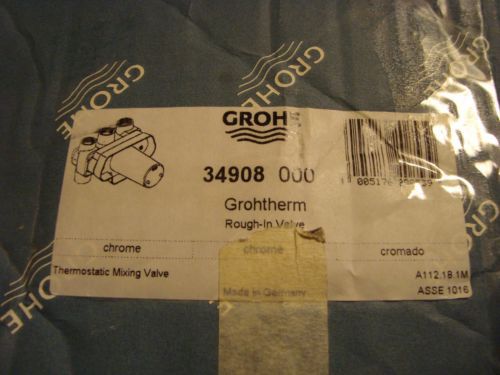 GROHE
GROHE
GROHE
34908 000
Grohtherm
Rough-In Valve
chrome chrome cromado
Thermostatic Mixing Valve
Made in Germany
A112.18.1M
ASSE 1016
GROHE
GROHE